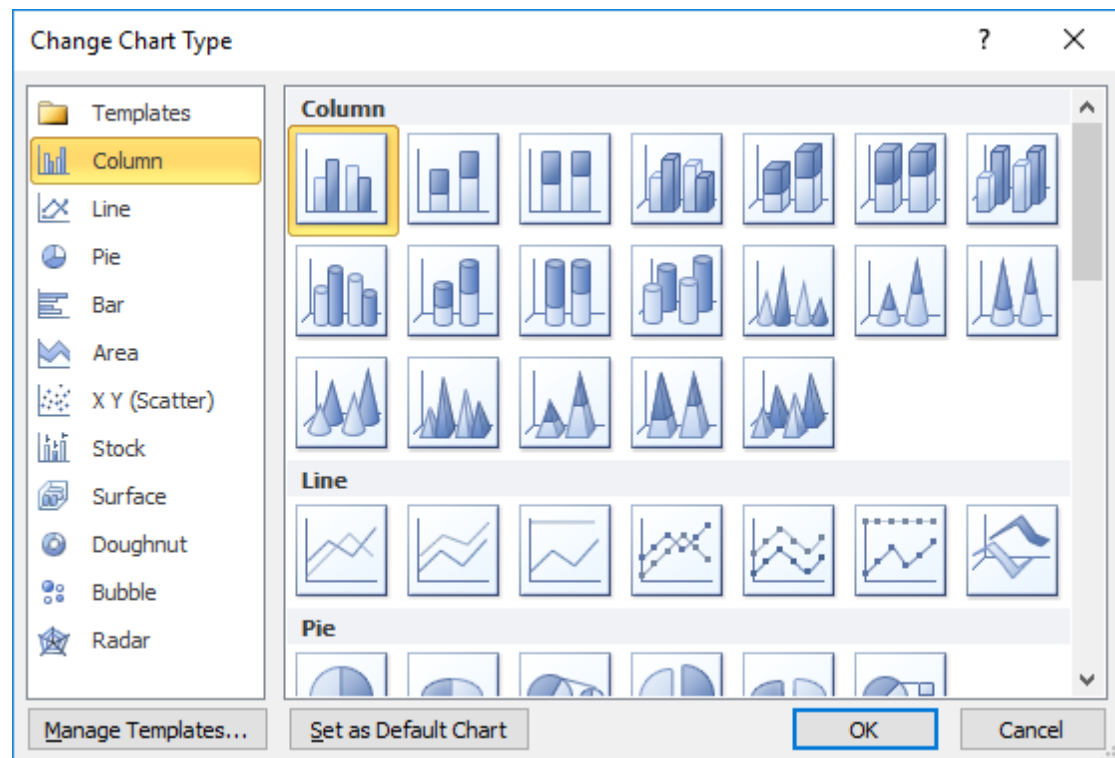 Change Chart Type
?
Templates
Column
Line
Pie
Bar
Area
X Y (Scatter)
Stock
Surface
Doughnut
Bubble
Radar
Column
Line
Pie
Manage Templates...
Set as Default Chart
OK
Cancel